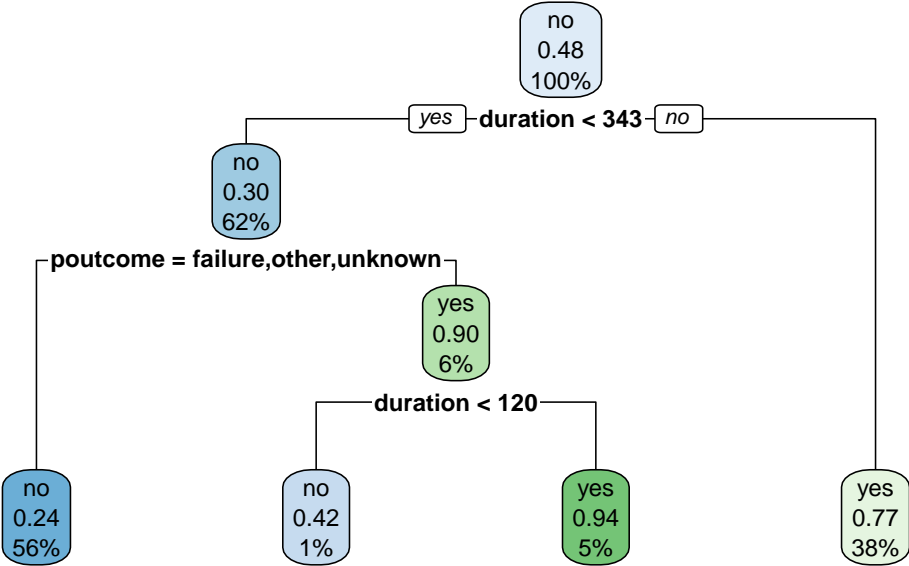 no
0.48
100%
yes duration < 343 no
no
0.30
62%
poutcome = failure,other,unknown
yes
0.90
6%
duration < 120
no
0.24
56%
no
0.42
1%
yes
0.94
5%
yes
0.77
38%